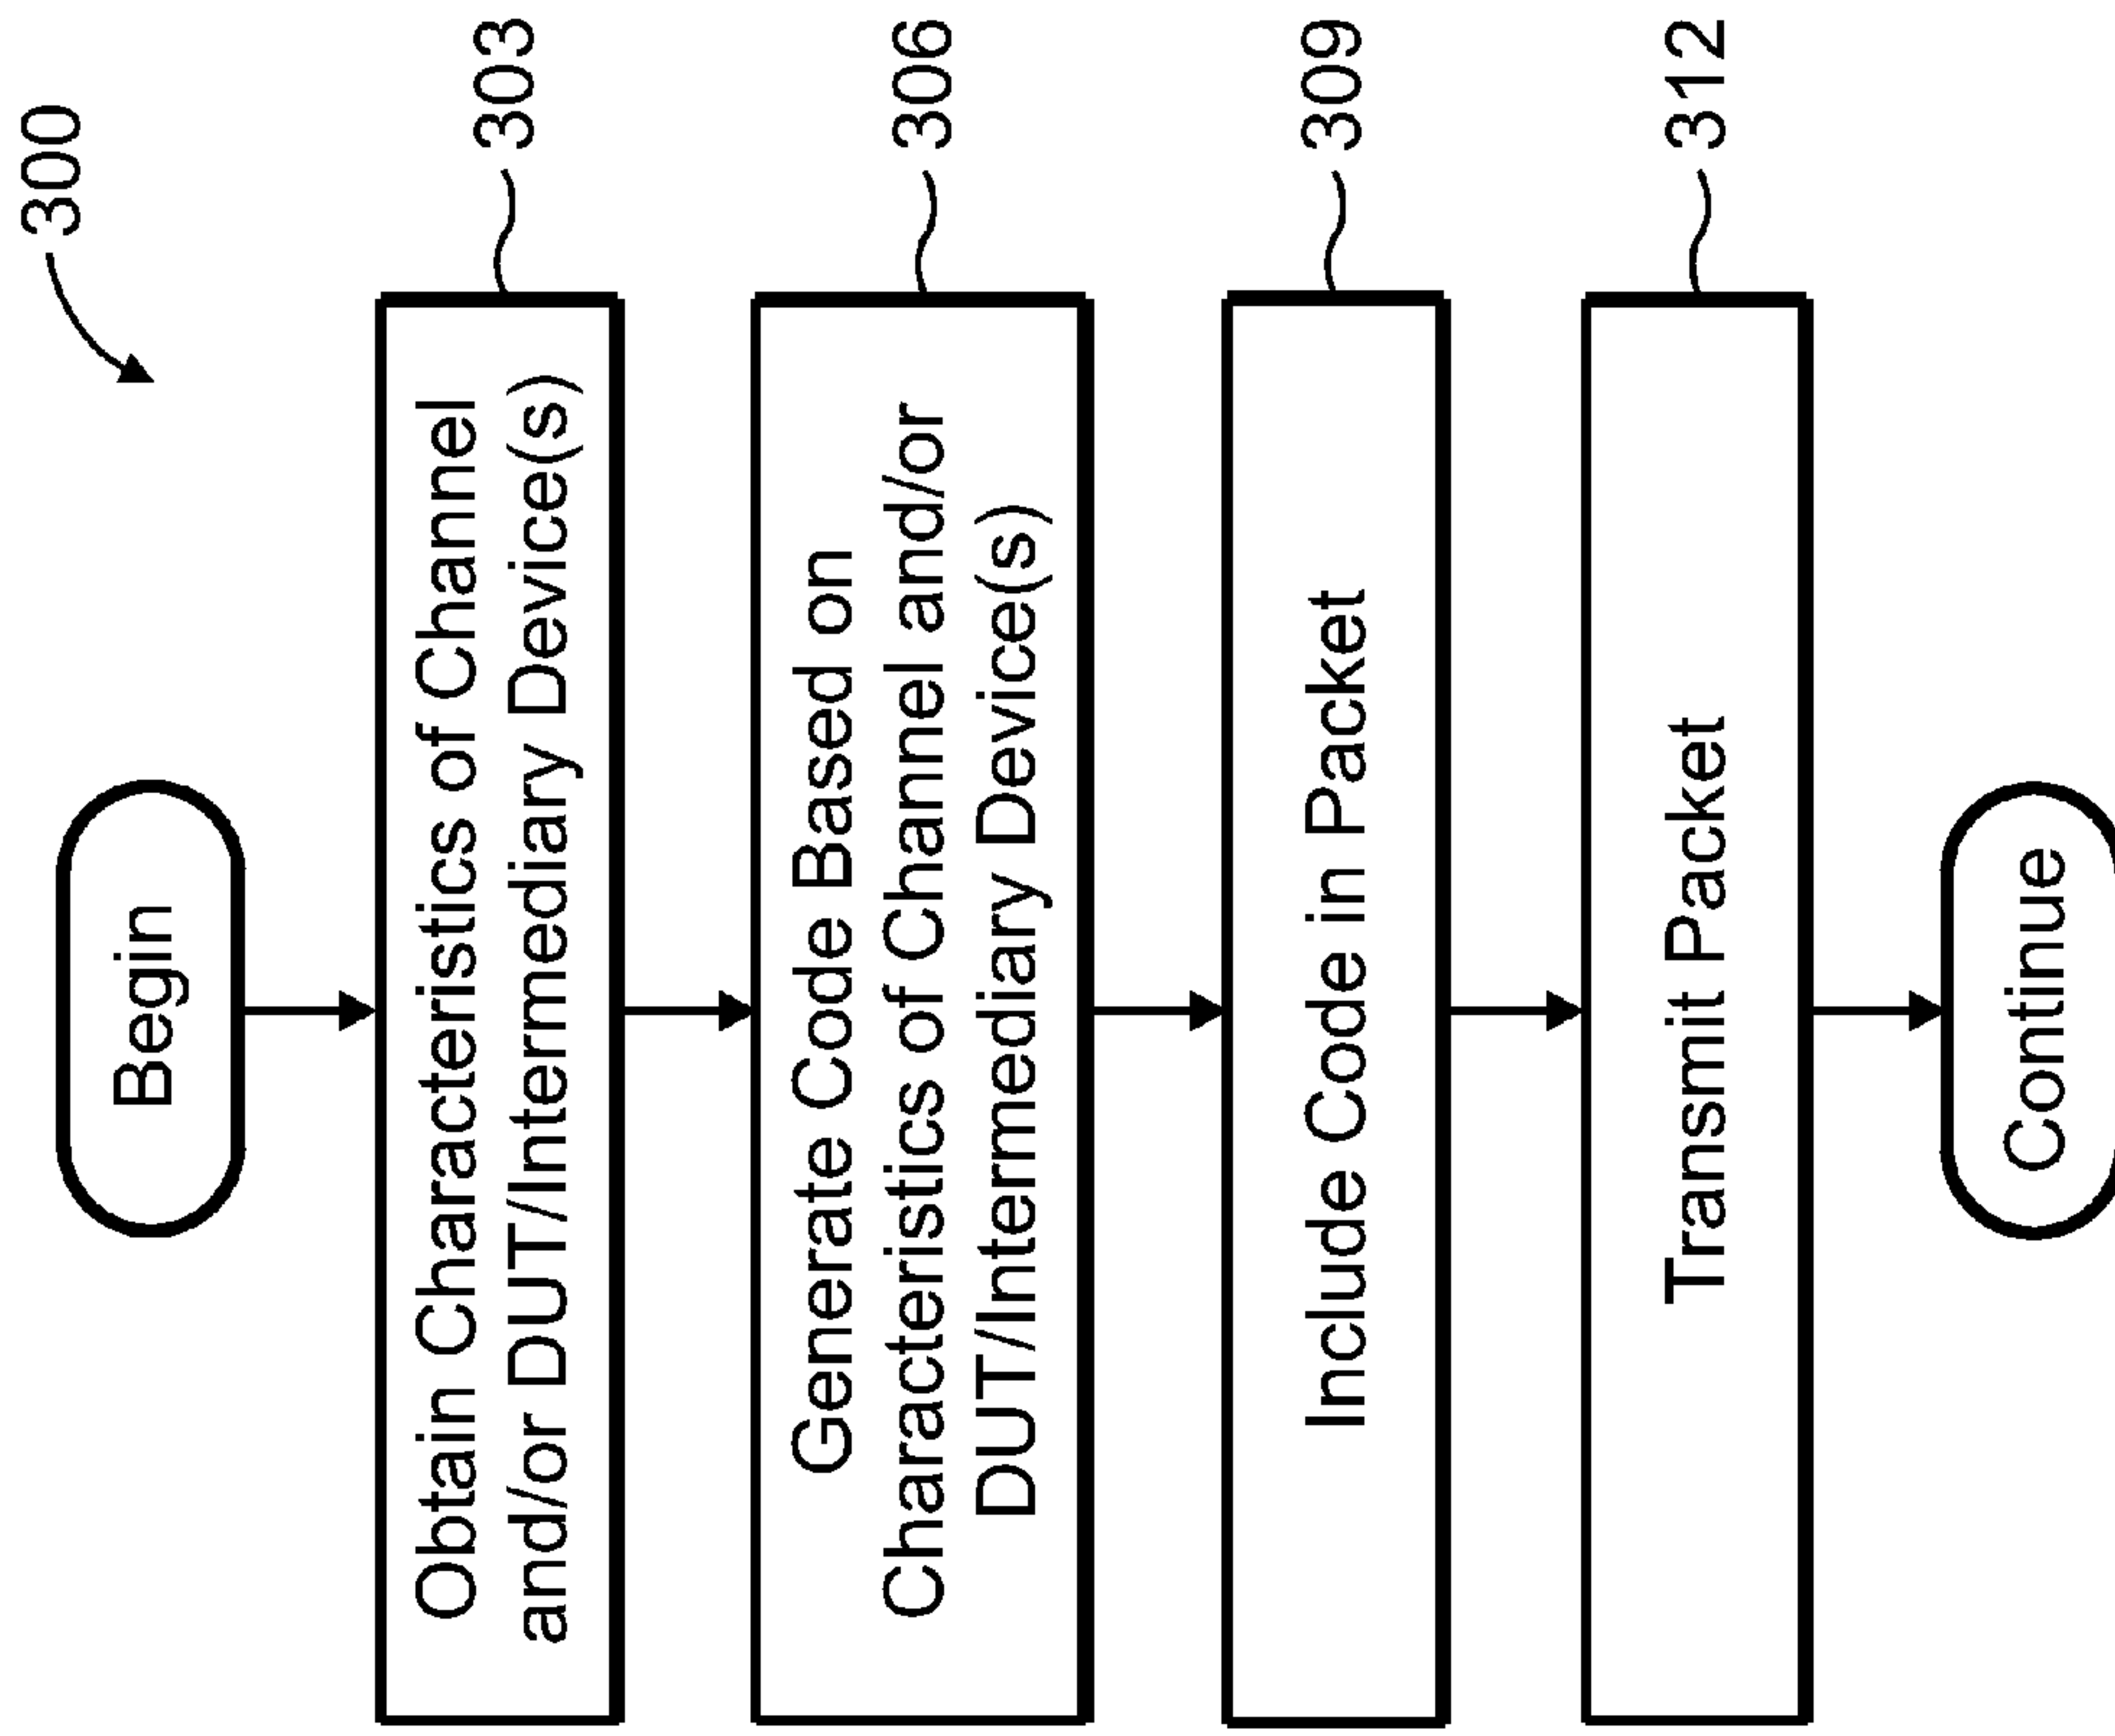 300
Begin
Obtain Characteristics of Channel
and/or DUT/Intermediary Device(s)
303
Generate Code Based on
Characteristics of Channel and/or
DUT/Intermediary Device(s)
306
Include Code in Packet
309
Transmit Packet
312
Continue